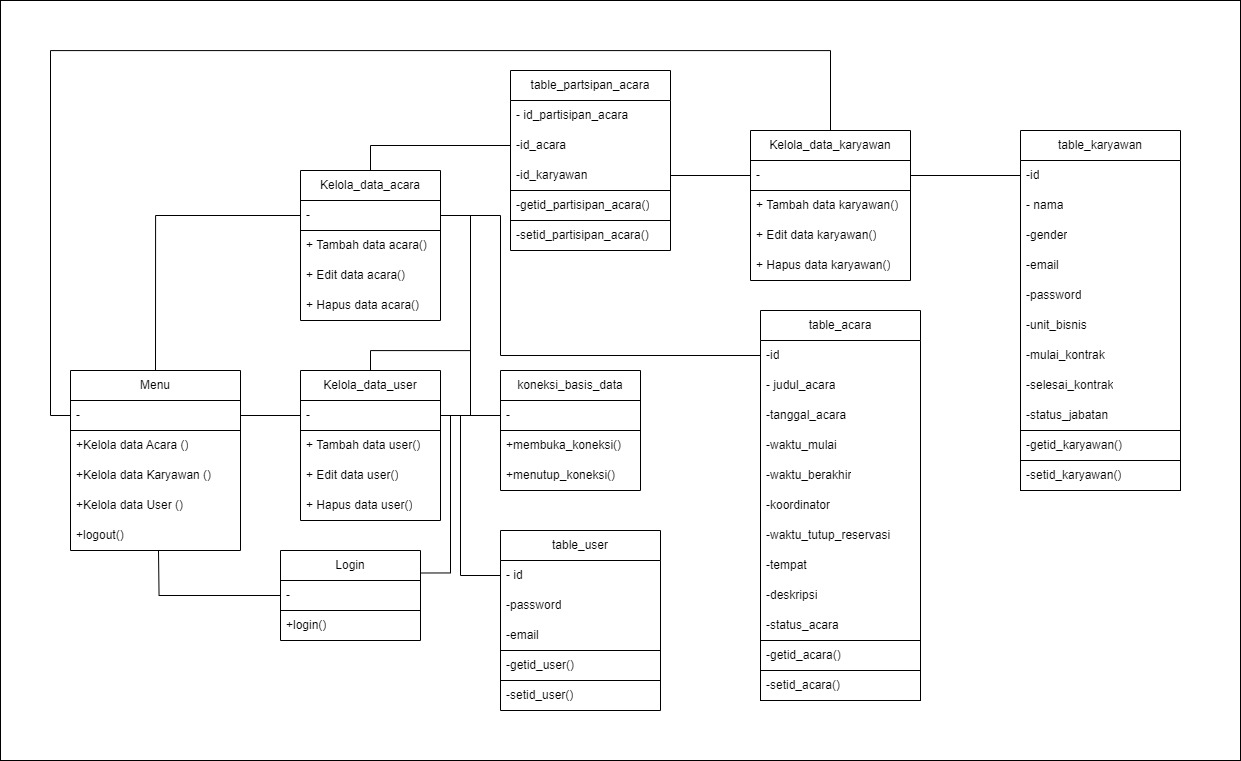 table_partsipan_acara
- id_partisipan_acara
-id_acara
-id_karyawan
-getid_partisipan_acara()
-setid_partisipan_acara()
Kelola_data_karyawan
-
+ Tambah data karyawan()
+ Edit data karyawan()
+ Hapus data karyawan()
table_karyawan
-id
- nama
-gender
-email
-password
-unit_bisnis
-mulai_kontrak
-selesai_kontrak
-status_jabatan
-getid_karyawan()
-setid_karyawan()
Kelola_data_acara
-
+ Tambah data acara()
+ Edit data acara()
+ Hapus data acara()
table_acara
-id
- judul_acara
-tanggal_acara
-waktu_mulai
-waktu_berakhir
-koordinator
-waktu_tutup_reservasi
-tempat
-deskripsi
-status_acara
-getid_acara()
-setid_acara()
Menu
-
+Kelola data Acara ()
+Kelola data Karyawan ()
+Kelola data User ()
+logout()
Kelola_data_user
-
+ Tambah data user()
+ Edit data user()
+ Hapus data user()
koneksi_basis_data
-
+membuka_koneksi()
+menutup_koneksi()
Login
-
+login()
table_user
- id
-password
-email
-getid_user()
-setid_user()